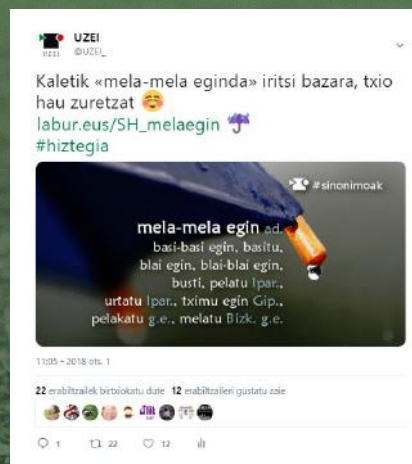 UZEI
@UZEI_
Kaletik «mela-mela eginda» iritsi bazara, txio
hau zuretzat
labur.eus/SH_melaegin
#hiztegia
#sinonimoak
mela-mela egin ad.
basi-basi egin, basitu,
blai egin, blai-blai egin,
busti, pelatu Ipar.,
urtatu Ipar., tximu egin Gip.,
pelakatu g.e., melatu Bizk. g.e.
11:05 - 2018 ots. 1
22 erabiltzailek birtxiokatu dute 12 erabiltzaileri gustatu zaie
1 22 12